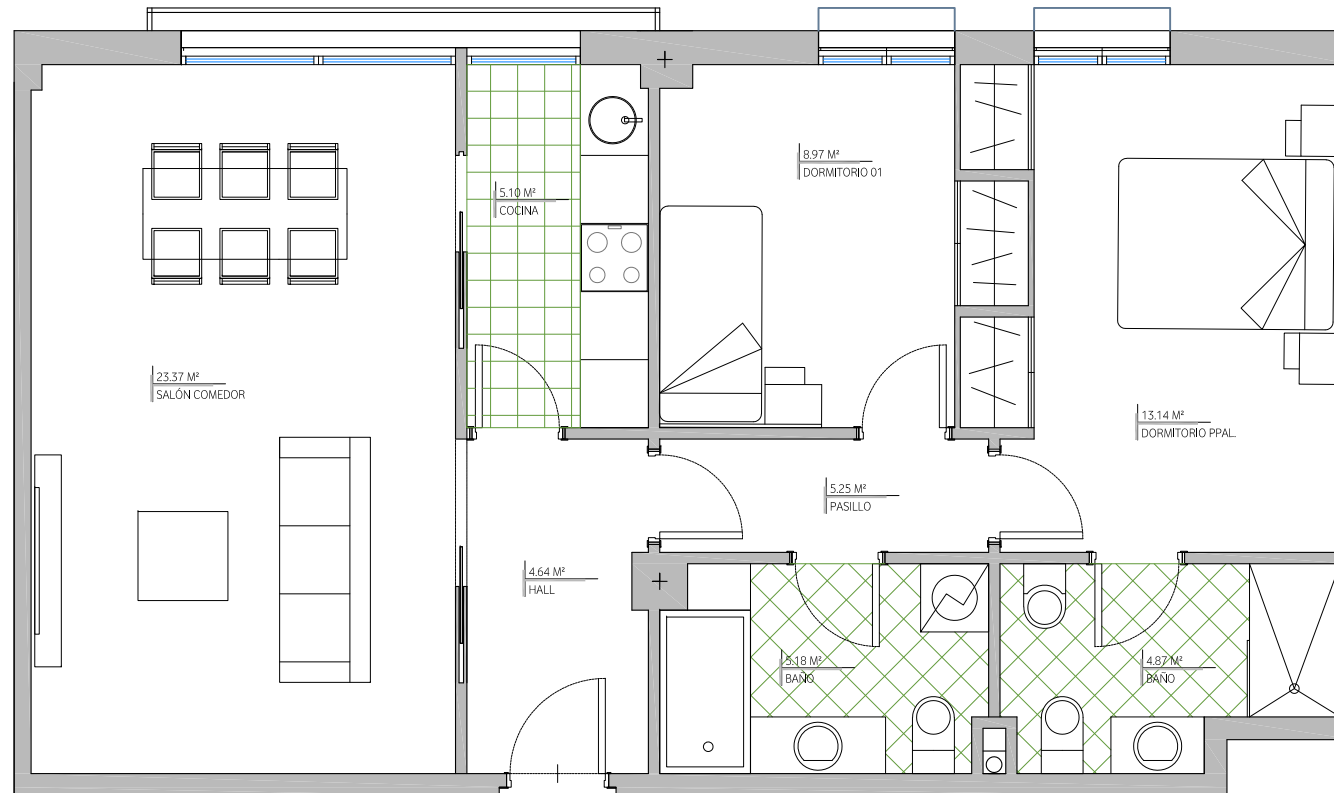 8.97 M²
DORMITORIO 01
5.10 M²
COCINA
23.37 M²
SALÓN COMEDOR
13.14 M²
DORMITORIO PPAL.
5.25 M²
PASILLO
4.64 M²
HALL
5.18 M²
BAÑO
4.87 M²
BAÑO